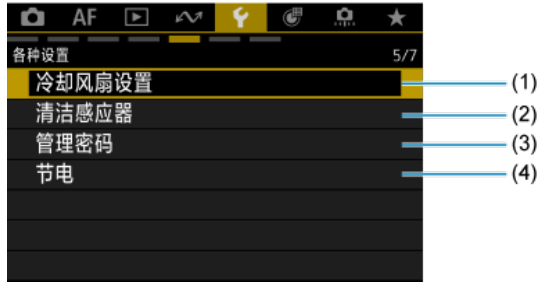 AF
各种设置 5/7
冷却风扇设置 (1)
清洁感应器 (2)
管理密码 (3)
节电 (4)